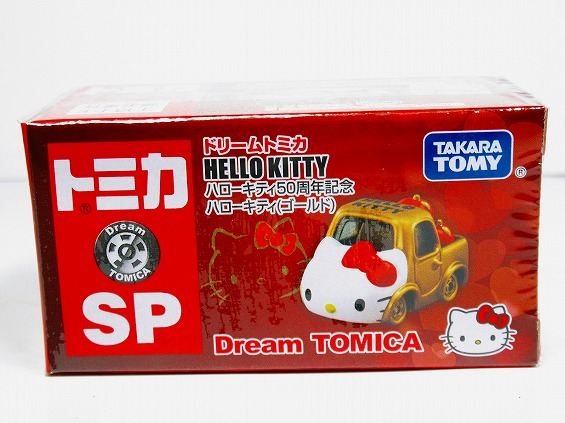 トミカ
®
Dream
TOMICA
SP
ドリームトミカ
HELLO KITTY
ハローキティ50周年記念
ハローキティ(ゴールド)
TAKARA
TOMY
®
Dream TOMICA